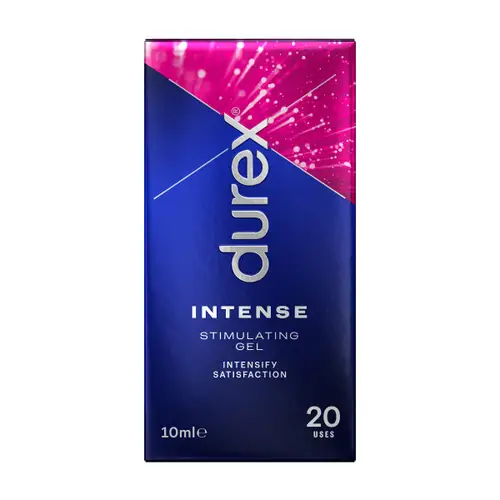 durex®
INTENSE
STIMULATING
GEL
INTENSIFY
SATISFACTION
10ml℮
20
USES